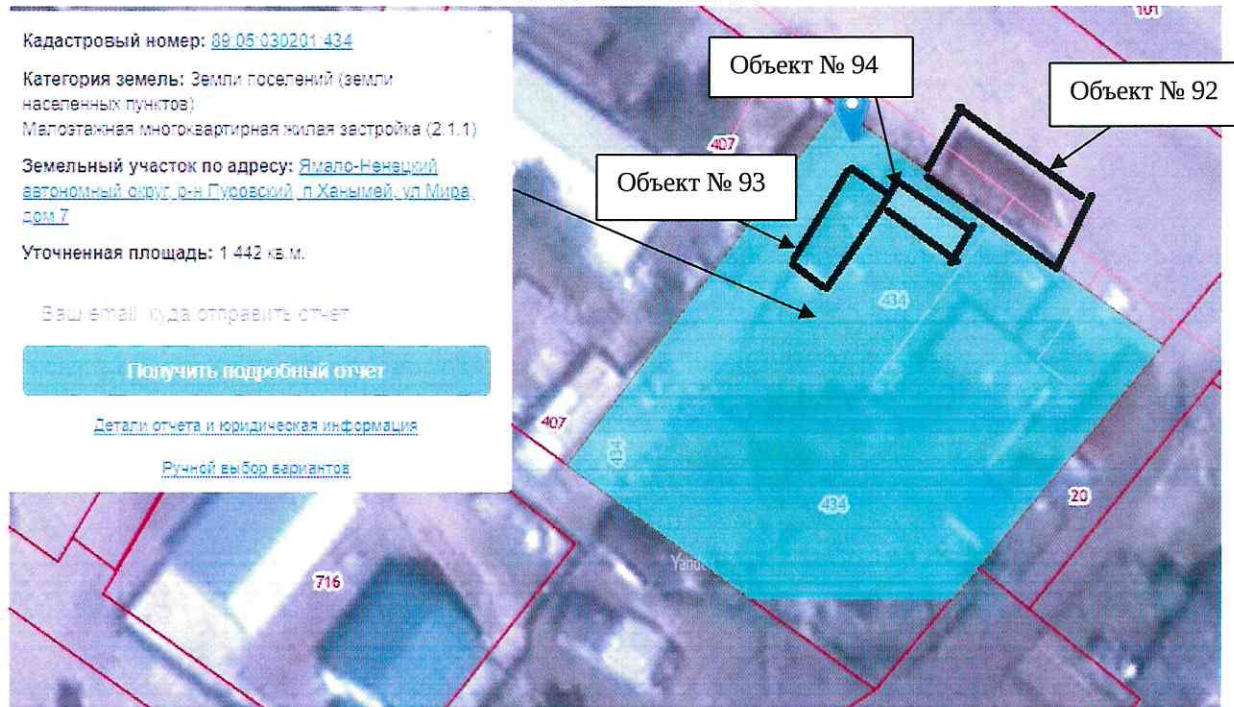 Кадастровый номер: 89:05:030201:434
Категория земель: Земли поселений (земли
населенных пунктов)
Малоэтажная многоквартирная жилая застройка (2.1.1)
Земельный участок по адресу: Ямало-Ненецкий
автономный округ, р-н Пуровский, п Ханымей, ул Мира,
дом 7
Уточненная площадь: 1 442 кв.м.
Ваш email, куда отправить отчет
Получить подробный отчет
Детали отчета и юридическая информация
Ручной выбор вариантов
101
Объект № 94
Объект № 92
407
Объект № 93
434
407
434
434
20
716